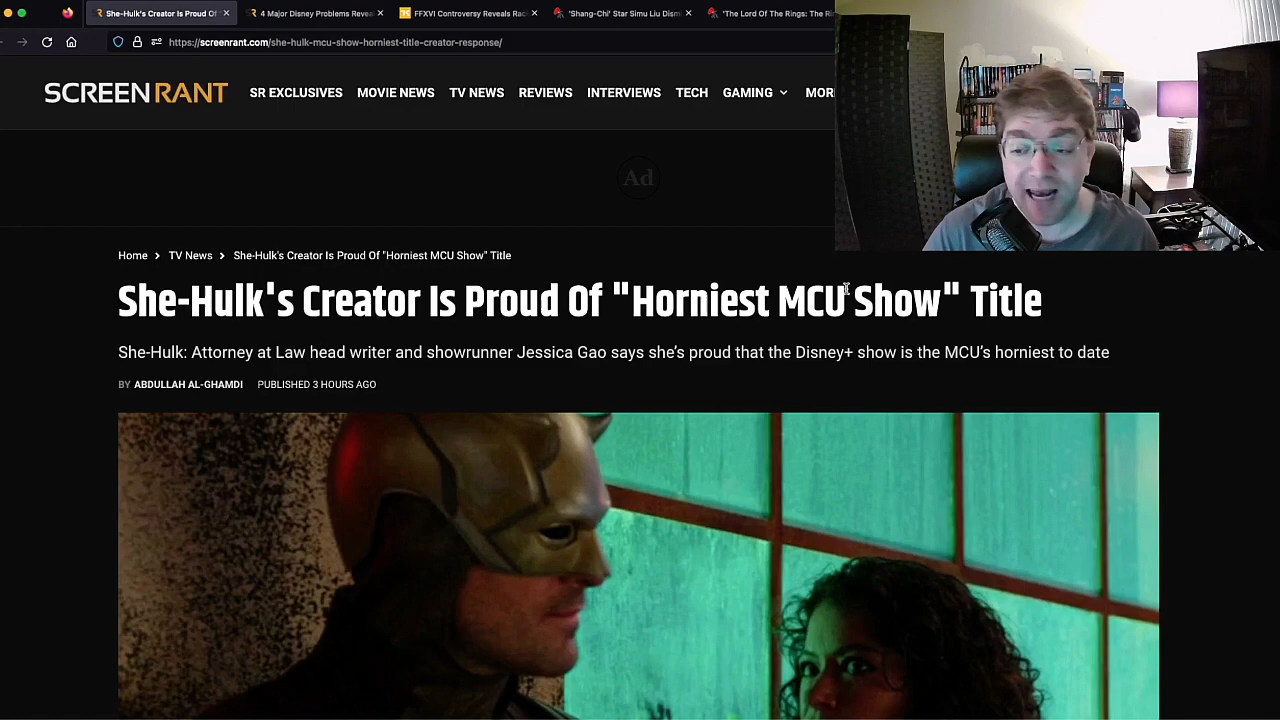 She-Hulk's Creator Is Proud Of
4 Major Disney Problems Revea
FFXVI Controversy Reveals Rac
'Shang-Chi' Star Simu Liu Dismi
'The Lord Of The Rings: The Ri
https://screenrant.com/she-hulk-mcu-show-horniest-title-creator-response/
SCREENRANT SR EXCLUSIVES MOVIE NEWS TV NEWS REVIEWS INTERVIEWS TECH GAMING MOR
Ad
Home > TV News > She-Hulk's Creator Is Proud Of "Horniest MCU Show" Title
She-Hulk's Creator Is Proud Of "Horniest MCU Show" Title
She-Hulk: Attorney at Law head writer and showrunner Jessica Gao says she's proud that the Disney+ show is the MCU's horniest to date
BY ABDULLAH AL-GHAMDI PUBLISHED 3 HOURS AGO